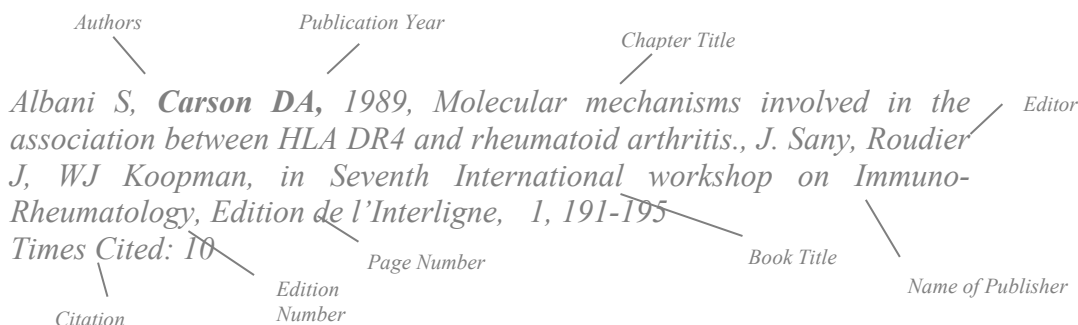 Authors
Publication Year
Chapter Title
Albani S, Carson DA, 1989, Molecular mechanisms involved in the
Editor
association between HLA DR4 and rheumatoid arthritis., J. Sany, Roudier
J, WJ Koopman, in Seventh International workshop on Immuno-
Rheumatology, Edition de l’Interligne, 1, 191-195
Times Cited: 10
Page Number
Book Title
Edition
Number
Name of Publisher
Citation